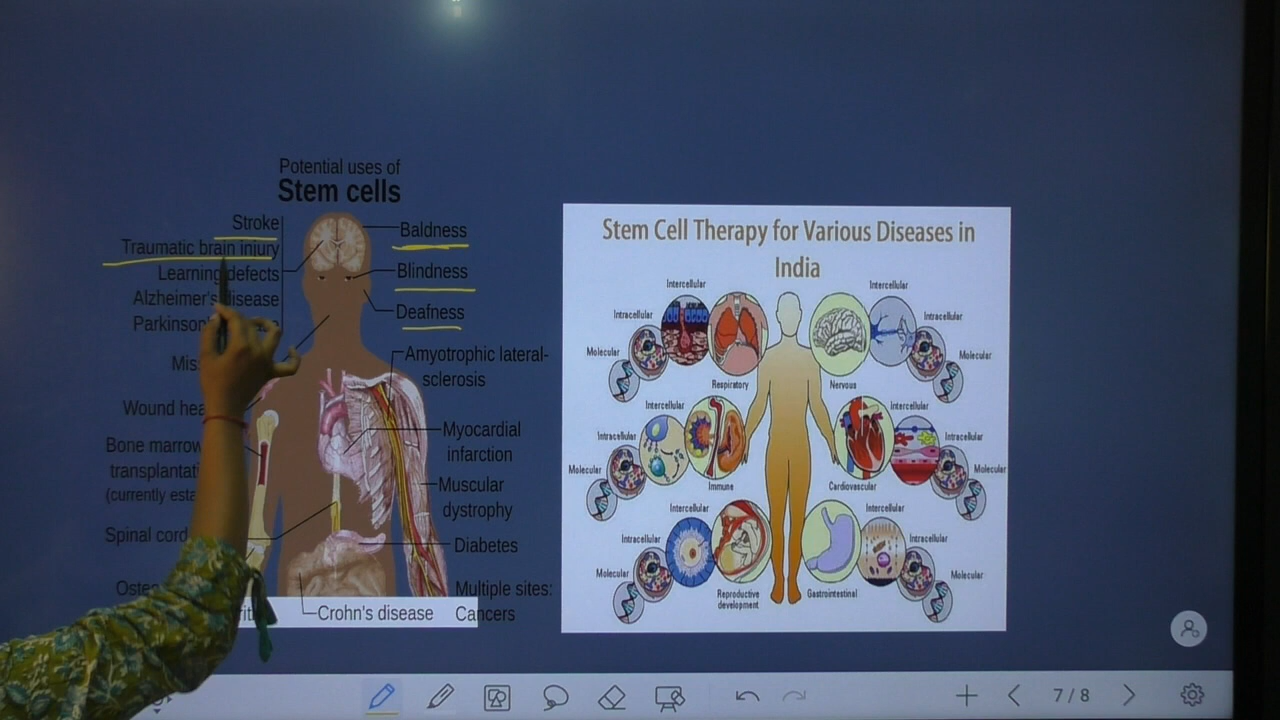 Potential uses of
Stem cells
Stroke
Traumatic brain injury
Learning defects
Alzheimer's disease
Baldness
Blindness
Deafness
Wound
Bone marrow
(currently
Spinal cord
Amyotrophic lateral-
sclerosis
Myocardial
infarction
Muscular
dystrophy
Diabetes
Crohn's disease
Multiple sites:
Cancers
Stem Cell Therapy for Various Diseases in
India
Intercellular
Intracellular
Molecular
Respiratory
Intercellular
Intracellular
Molecular
Nervous
Intercellular
Intracellular
Molecular
Immune
Intercellular
Intracellular
Molecular
Cardiovascular
Intercellular
Intracellular
Molecular
Reproductive
development
Intercellular
Intracellular
Molecular
Gastrointestinal
7/8